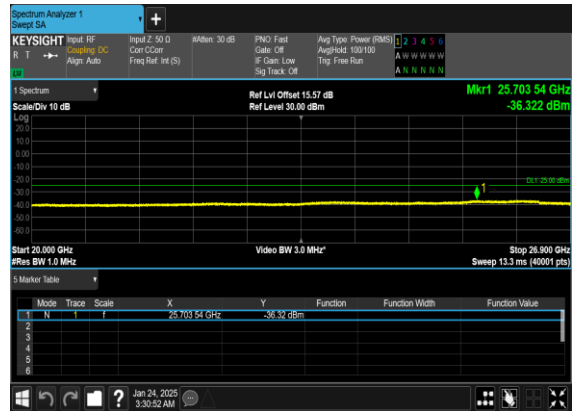 Spectrum Analyzer 1
Swept SA
+
KEYSIGHT Input: RF Input Z: 50 Ω #Atten: 30 dB PNO: Fast Avg Type: Power (RMS) 1 2 3 4 5 6
R T Coupling: DC Corr CCorr Gate: Off Avg|Hold: 100/100 A W W W W W
Align: Auto Freq Ref: Int (S) IF Gain: Low Trig: Free Run
LW Sig Track: Off A N N N N N
1 Spectrum Ref Lvl Offset 15.57 dB Mkr1 25.703 54 GHz
Scale/Div 10 dB Ref Level 30.00 dBm -36.322 dBm
Log
20.0
10.0
0.00
-10.0
-20.0 DL1 -25.00 dBm
-30.0 1
-40.0
-50.0
-60.0
Start 20.000 GHz Video BW 3.0 MHz* Stop 26.900 GHz
#Res BW 1.0 MHz Sweep 13.3 ms (40001 pts)
5 Marker Table
Mode Trace Scale X Y Function Function Width Function Value
1 N 1 f 25.703 54 GHz -36.32 dBm
2
3
4
5
6
? Jan 24, 2025
3:30:52 AM